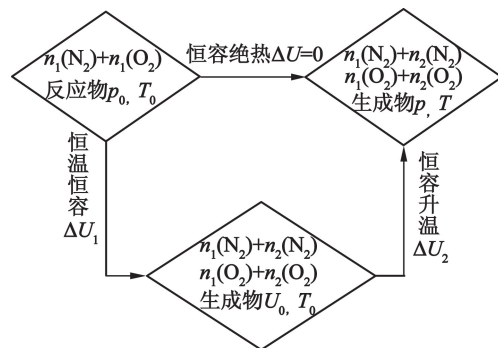 n₁(N₂)+n₁(O₂)
反应物p₀, T₀
恒容绝热ΔU=0
n₁(N₂)+n₂(N₂)
n₁(O₂)+n₂(O₂)
生成物p, T
恒温恒容
ΔU₁
恒容升温
ΔU₂
n₁(N₂)+n₂(N₂)
n₁(O₂)+n₂(O₂)
生成物U₀, T₀